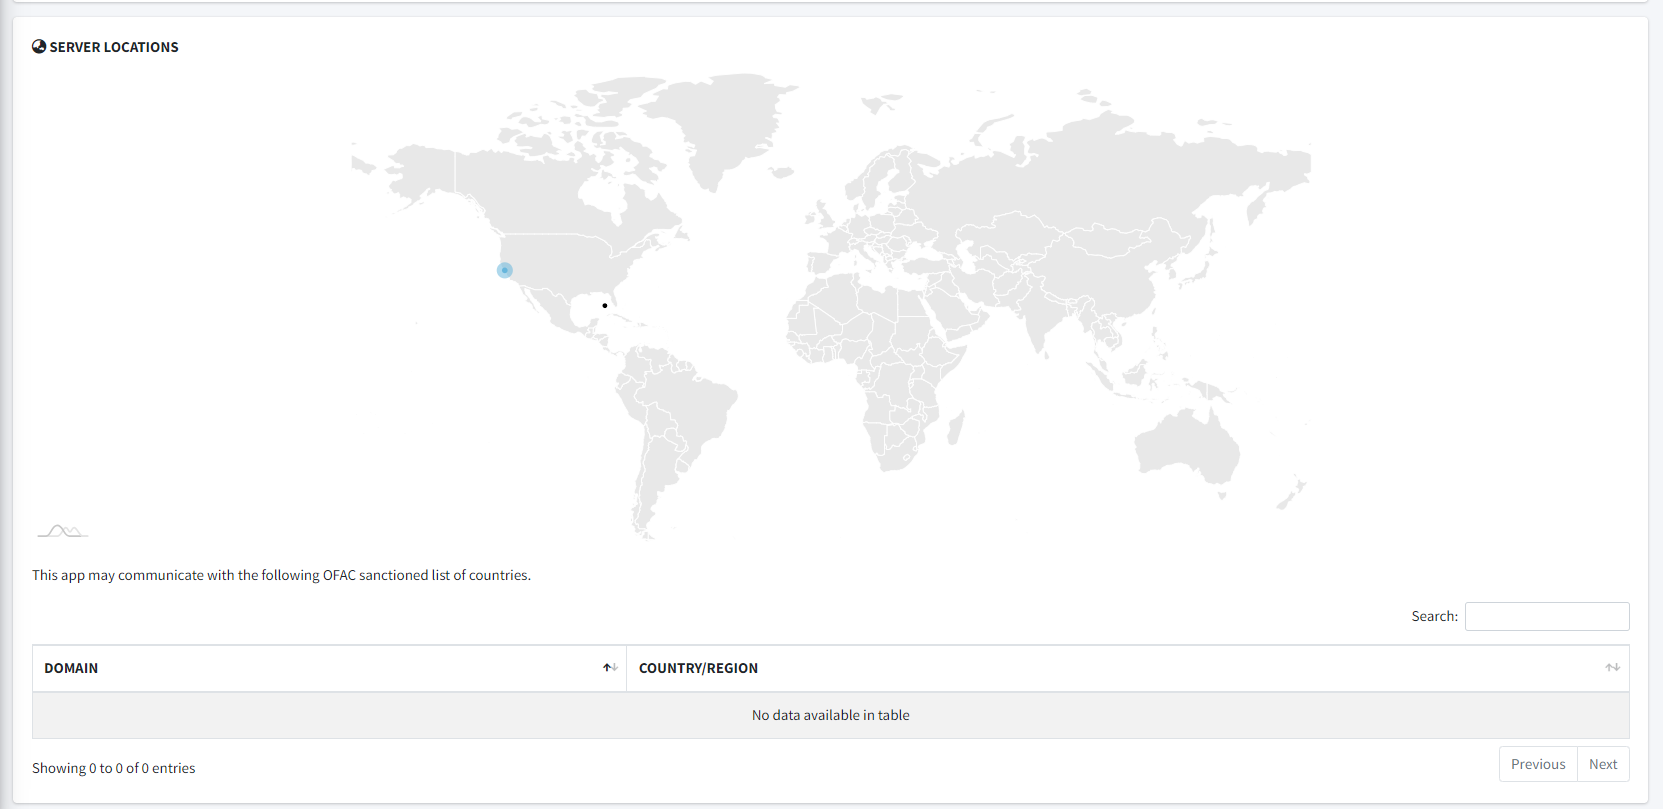 SERVER LOCATIONS
This app may communicate with the following OFAC sanctioned list of countries.
Search:
DOMAIN COUNTRY/REGION
No data available in table
Showing 0 to 0 of 0 entries
Previous Next